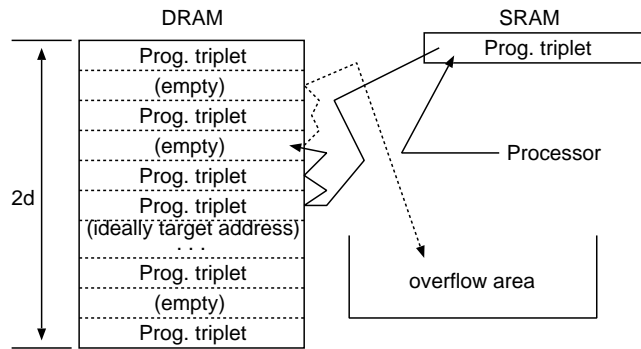 DRAM
SRAM
Prog. triplet
Prog. triplet
(empty)
Prog. triplet
(empty)
Processor
Prog. triplet
2d
Prog. triplet
(ideally target address)
. . .
Prog. triplet
overflow area
(empty)
Prog. triplet